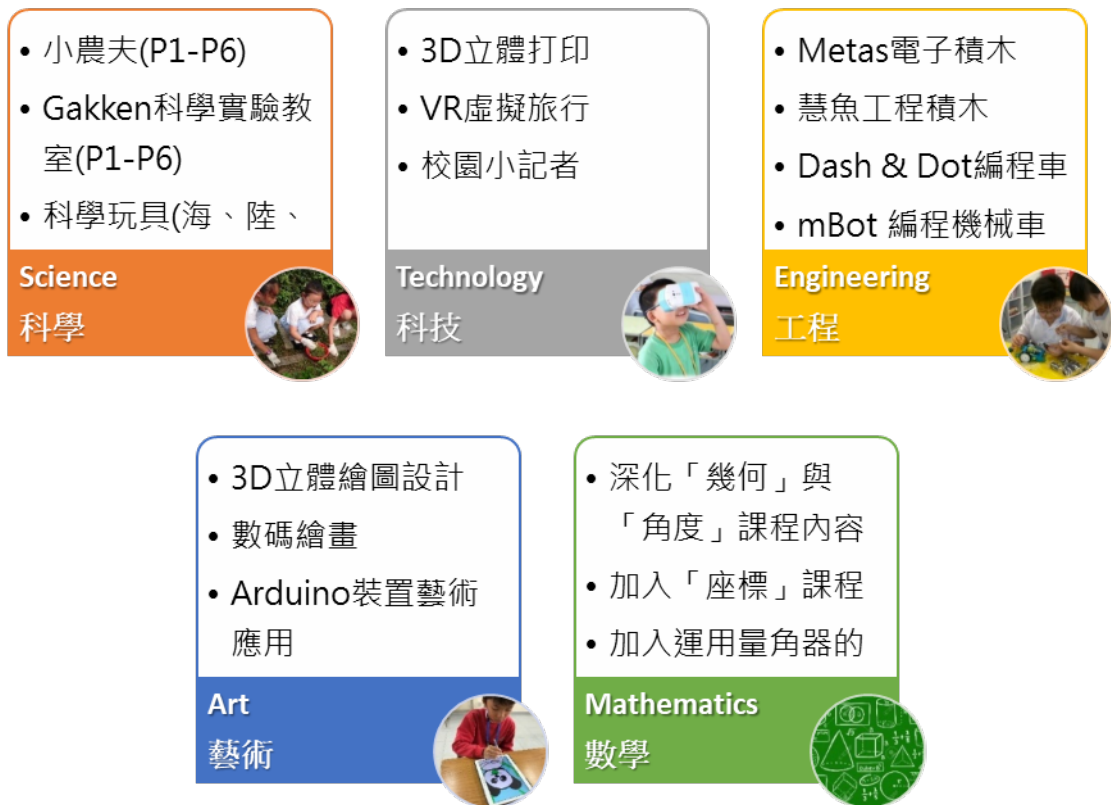 • 小農夫(P1-P6)
• Gakken科學實驗教
室(P1-P6)
• 科學玩具(海、陸、
Science
科學
• 3D立體打印
• VR虛擬旅行
• 校園小記者
Technology
科技
• Metas電子積木
• 慧魚工程積木
• Dash & Dot編程車
• mBot 編程機械車
Engineering
工程
• 3D立體繪圖設計
• 數碼繪畫
• Arduino裝置藝術
應用
Art
藝術
• 深化「幾何」與
「角度」課程內容
• 加入「座標」課程
• 加入運用量角器的
Mathematics
數學